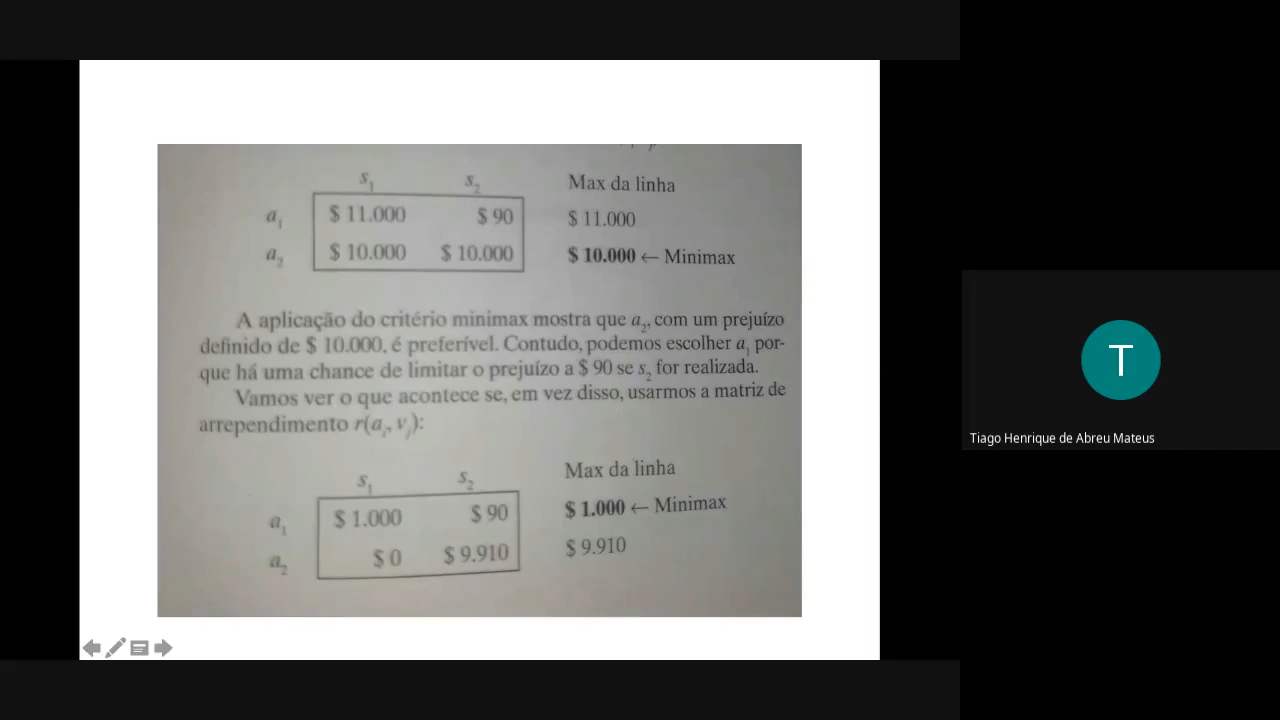 s₁ s₂ Max da linha
a₁ $ 11.000 $ 90 $ 11.000
a₂ $ 10.000 $ 10.000 $ 10.000 ← Minimax
A aplicação do critério minimax mostra que a₂, com um prejuízo
definido de $ 10.000, é preferível. Contudo, podemos escolher a₁ por-
que há uma chance de limitar o prejuízo a $ 90 se s₂ for realizada.
Vamos ver o que acontece se, em vez disso, usarmos a matriz de
arrependimento r(aᵢ, vⱼ):
s₁ s₂ Max da linha
a₁ $ 1.000 $ 90 $ 1.000 ← Minimax
a₂ $ 0 $ 9.910 $ 9.910
T
Tiago Henrique de Abreu Mateus